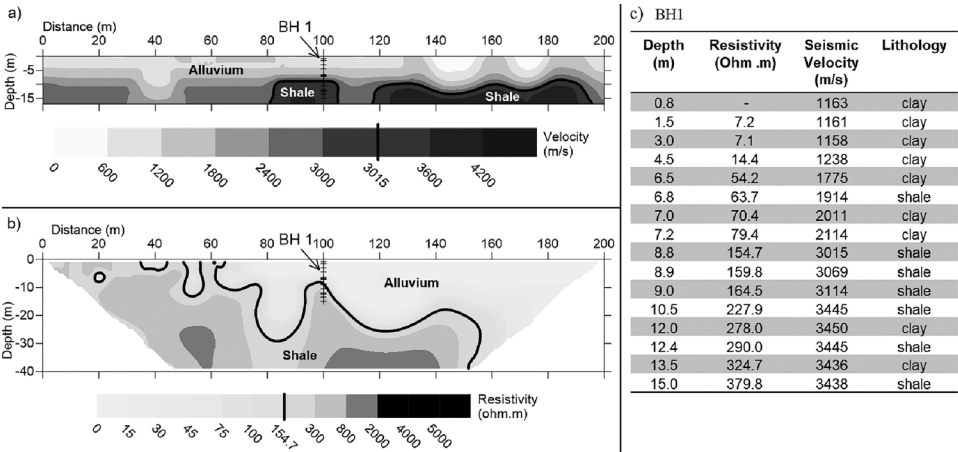 a)
Distance (m)
BH 1
0 20 40 60 80 100 120 140 160 180 200
Depth (m)
0
-5
-15
Alluvium
Shale
Shale
Velocity
(m/s)
0 600 1200 1800 2400 3000 3015 3600 4200
b)
Distance (m)
BH 1
0 20 40 60 80 100 120 140 160 180 200
Depth (m)
0
-10
-20
-30
-40
Alluvium
Shale
Resistivity
(ohm.m)
0 15 30 45 75 100 154.7 300 800 2000 4000 5000
c) BH1
Depth Resistivity Seismic Lithology
(m) (Ohm .m) Velocity
(m/s)
0.8 - 1163 clay
1.5 7.2 1161 clay
3.0 7.1 1158 clay
4.5 14.4 1238 clay
6.5 54.2 1775 clay
6.8 63.7 1914 shale
7.0 70.4 2011 clay
7.2 79.4 2114 clay
8.8 154.7 3015 shale
8.9 159.8 3069 shale
9.0 164.5 3114 shale
10.5 227.9 3445 shale
12.0 278.0 3450 clay
12.4 290.0 3445 shale
13.5 324.7 3436 clay
15.0 379.8 3438 shale